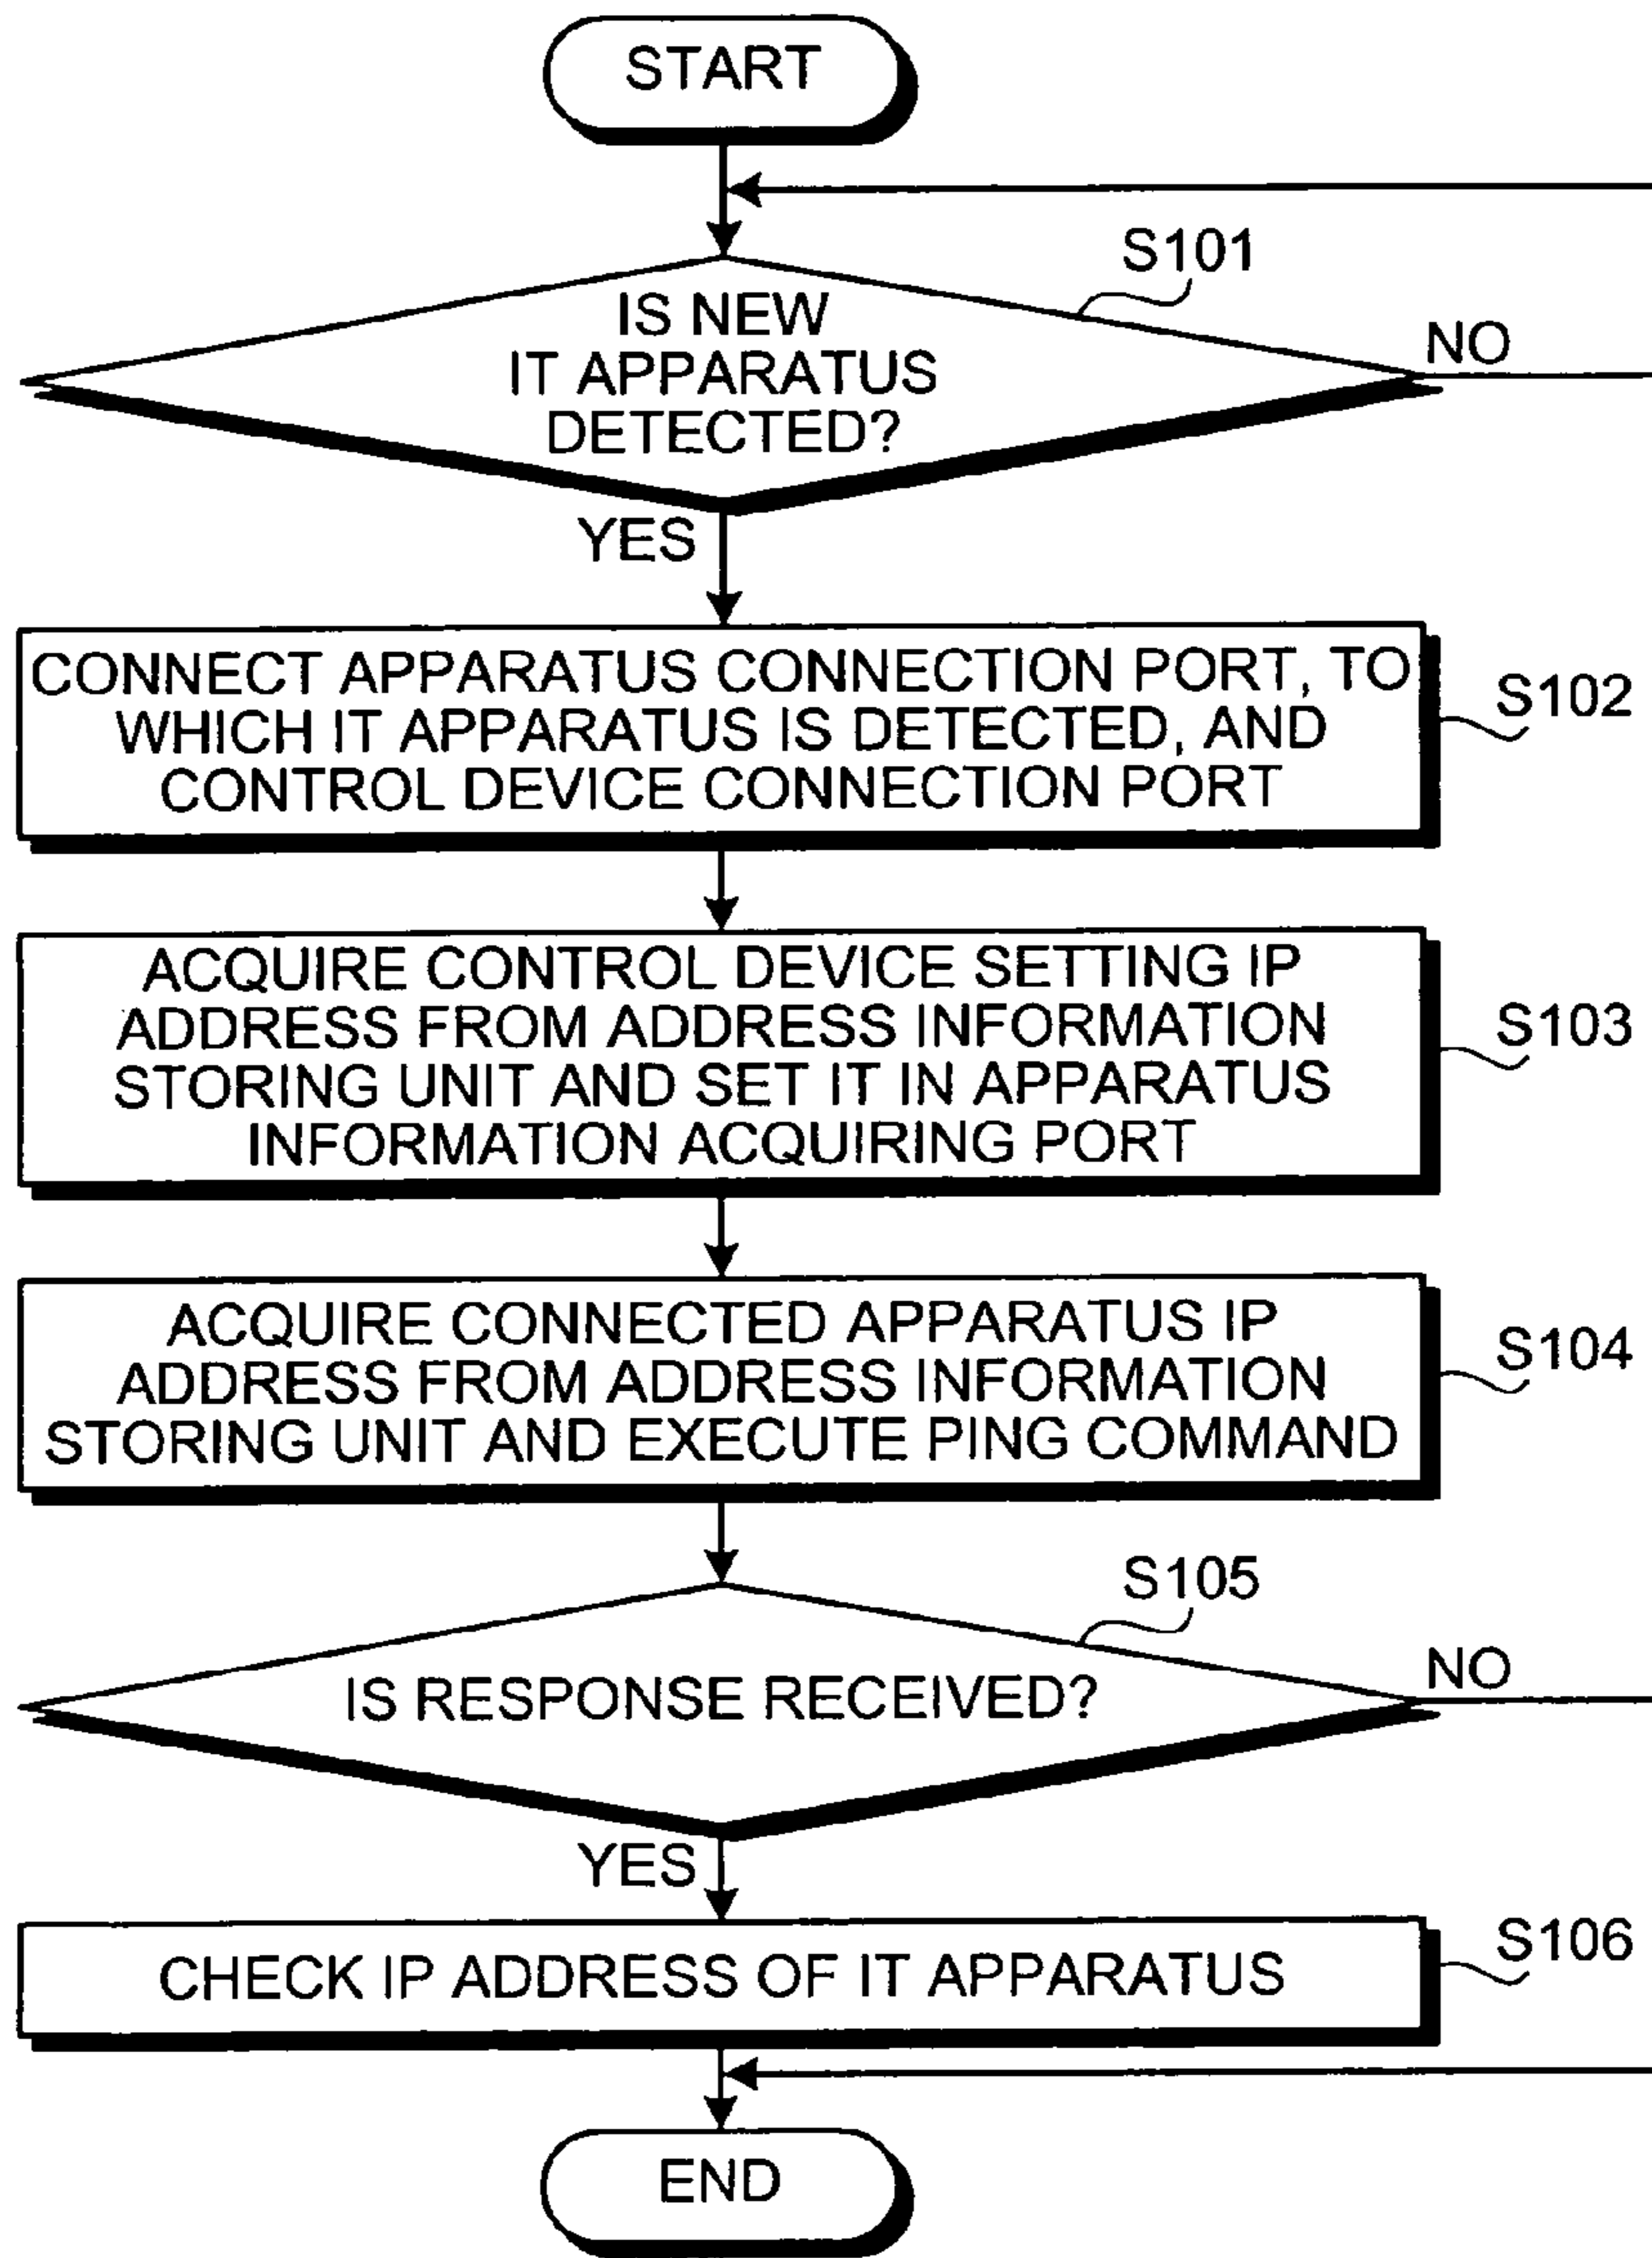 START
S101
IS NEW
IT APPARATUS
DETECTED?
NO
YES
CONNECT APPARATUS CONNECTION PORT, TO
WHICH IT APPARATUS IS DETECTED, AND
CONTROL DEVICE CONNECTION PORT
S102
ACQUIRE CONTROL DEVICE SETTING IP
ADDRESS FROM ADDRESS INFORMATION
STORING UNIT AND SET IT IN APPARATUS
INFORMATION ACQUIRING PORT
S103
ACQUIRE CONNECTED APPARATUS IP
ADDRESS FROM ADDRESS INFORMATION
STORING UNIT AND EXECUTE PING COMMAND
S104
S105
IS RESPONSE RECEIVED?
NO
YES
CHECK IP ADDRESS OF IT APPARATUS
S106
END